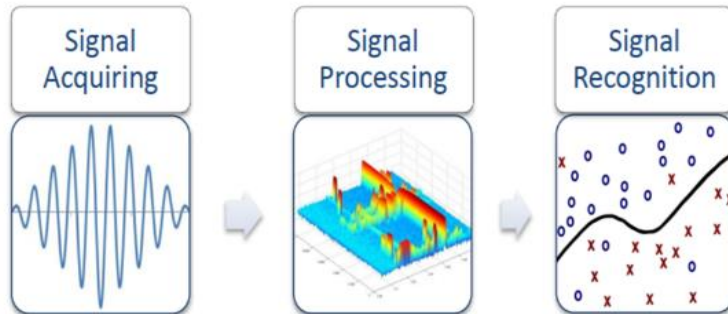 Signal
Acquiring
Signal
Processing
Signal
Recognition